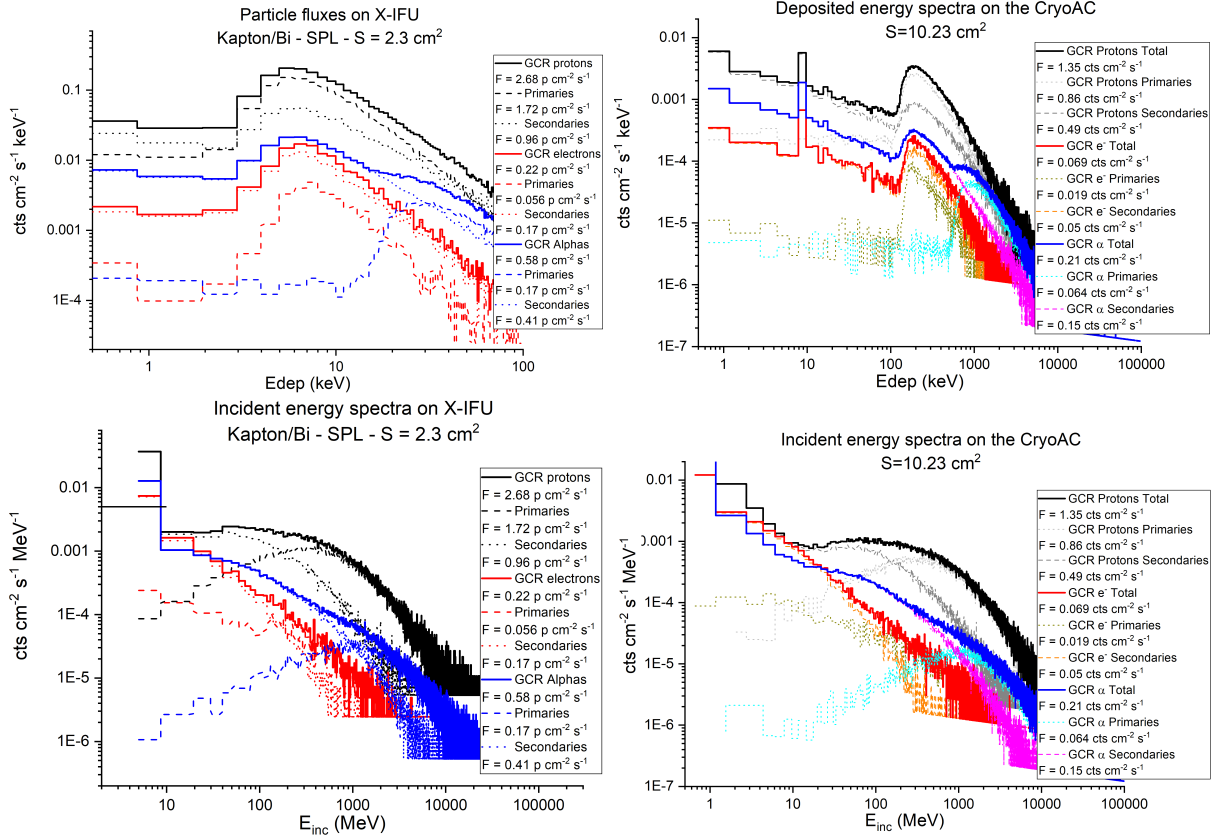 Particle fluxes on X-IFU
Kapton/Bi - SPL - S = 2.3 cm²
cts cm⁻² s⁻¹ keV⁻¹
0.1
0.01
0.001
1E-4
1
10
100
Edep (keV)
GCR protons
F = 2.68 p cm⁻² s⁻¹
Primaries
F = 1.72 p cm⁻² s⁻¹
Secondaries
F = 0.96 p cm⁻² s⁻¹
GCR electrons
F = 0.22 p cm⁻² s⁻¹
Primaries
F = 0.056 p cm⁻² s⁻¹
Secondaries
F = 0.17 p cm⁻² s⁻¹
GCR Alphas
F = 0.58 p cm⁻² s⁻¹
Primaries
F = 0.17 p cm⁻² s⁻¹
Secondaries
F = 0.41 p cm⁻² s⁻¹
Deposited energy spectra on the CryoAC
S=10.23 cm²
cts cm⁻² s⁻¹ keV⁻¹
0.01
0.001
1E-4
1E-5
1E-6
1E-7
1
10
100
1000
10000
100000
Edep (keV)
GCR Protons Total
F = 1.35 cts cm⁻² s⁻¹
GCR Protons Primaries
F = 0.86 cts cm⁻² s⁻¹
GCR Protons Secondaries
F = 0.49 cts cm⁻² s⁻¹
GCR e⁻ Total
F = 0.069 cts cm⁻² s⁻¹
GCR e⁻ Primaries
F = 0.019 cts cm⁻² s⁻¹
GCR e⁻ Secondaries
F = 0.05 cts cm⁻² s⁻¹
GCR α Total
F = 0.21 cts cm⁻² s⁻¹
GCR α Primaries
F = 0.064 cts cm⁻² s⁻¹
GCR α Secondaries
F = 0.15 cts cm⁻² s⁻¹
Incident energy spectra on X-IFU
Kapton/Bi - SPL - S = 2.3 cm²
cts cm⁻² s⁻¹ MeV⁻¹
0.01
0.001
1E-4
1E-5
1E-6
10
100
1000
10000
100000
E_inc (MeV)
GCR protons
F = 2.68 p cm⁻² s⁻¹
Primaries
F = 1.72 p cm⁻² s⁻¹
Secondaries
F = 0.96 p cm⁻² s⁻¹
GCR electrons
F = 0.22 p cm⁻² s⁻¹
Primaries
F = 0.056 p cm⁻² s⁻¹
Secondaries
F = 0.17 p cm⁻² s⁻¹
GCR Alphas
F = 0.58 p cm⁻² s⁻¹
Primaries
F = 0.17 p cm⁻² s⁻¹
Secondaries
F = 0.41 p cm⁻² s⁻¹
Incident energy spectra on the CryoAC
S=10.23 cm²
cts cm⁻² s⁻¹ MeV⁻¹
0.01
0.001
1E-4
1E-5
1E-6
1E-7
1
10
100
1000
10000
100000
E_inc (MeV)
GCR Protons Total
F = 1.35 cts cm⁻² s⁻¹
GCR Protons Primaries
F = 0.86 cts cm⁻² s⁻¹
GCR Protons Secondaries
F = 0.49 cts cm⁻² s⁻¹
GCR e⁻ Total
F = 0.069 cts cm⁻² s⁻¹
GCR e⁻ Primaries
F = 0.019 cts cm⁻² s⁻¹
GCR e⁻ Secondaries
F = 0.05 cts cm⁻² s⁻¹
GCR α Total
F = 0.21 cts cm⁻² s⁻¹
GCR α Primaries
F = 0.064 cts cm⁻² s⁻¹
GCR α Secondaries
F = 0.15 cts cm⁻² s⁻¹